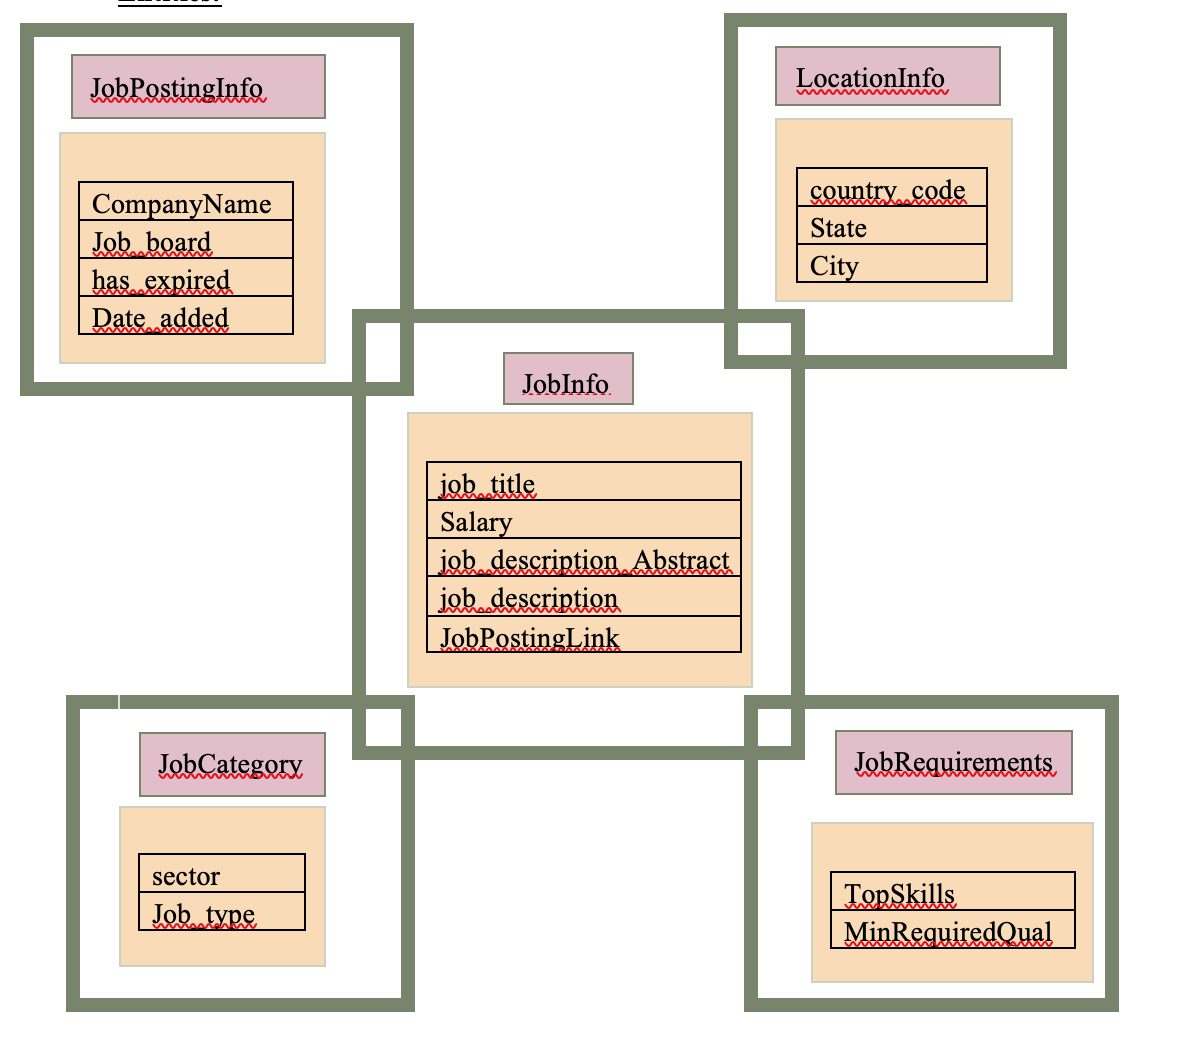 Entities:
JobPostingInfo
CompanyName
Job_board
has_expired
Date_added
LocationInfo
country_code
State
City
JobInfo
job_title
Salary
job_description_Abstract
job_description
JobPostingLink
JobCategory
sector
Job_type
JobRequirements
TopSkills
MinRequiredQual